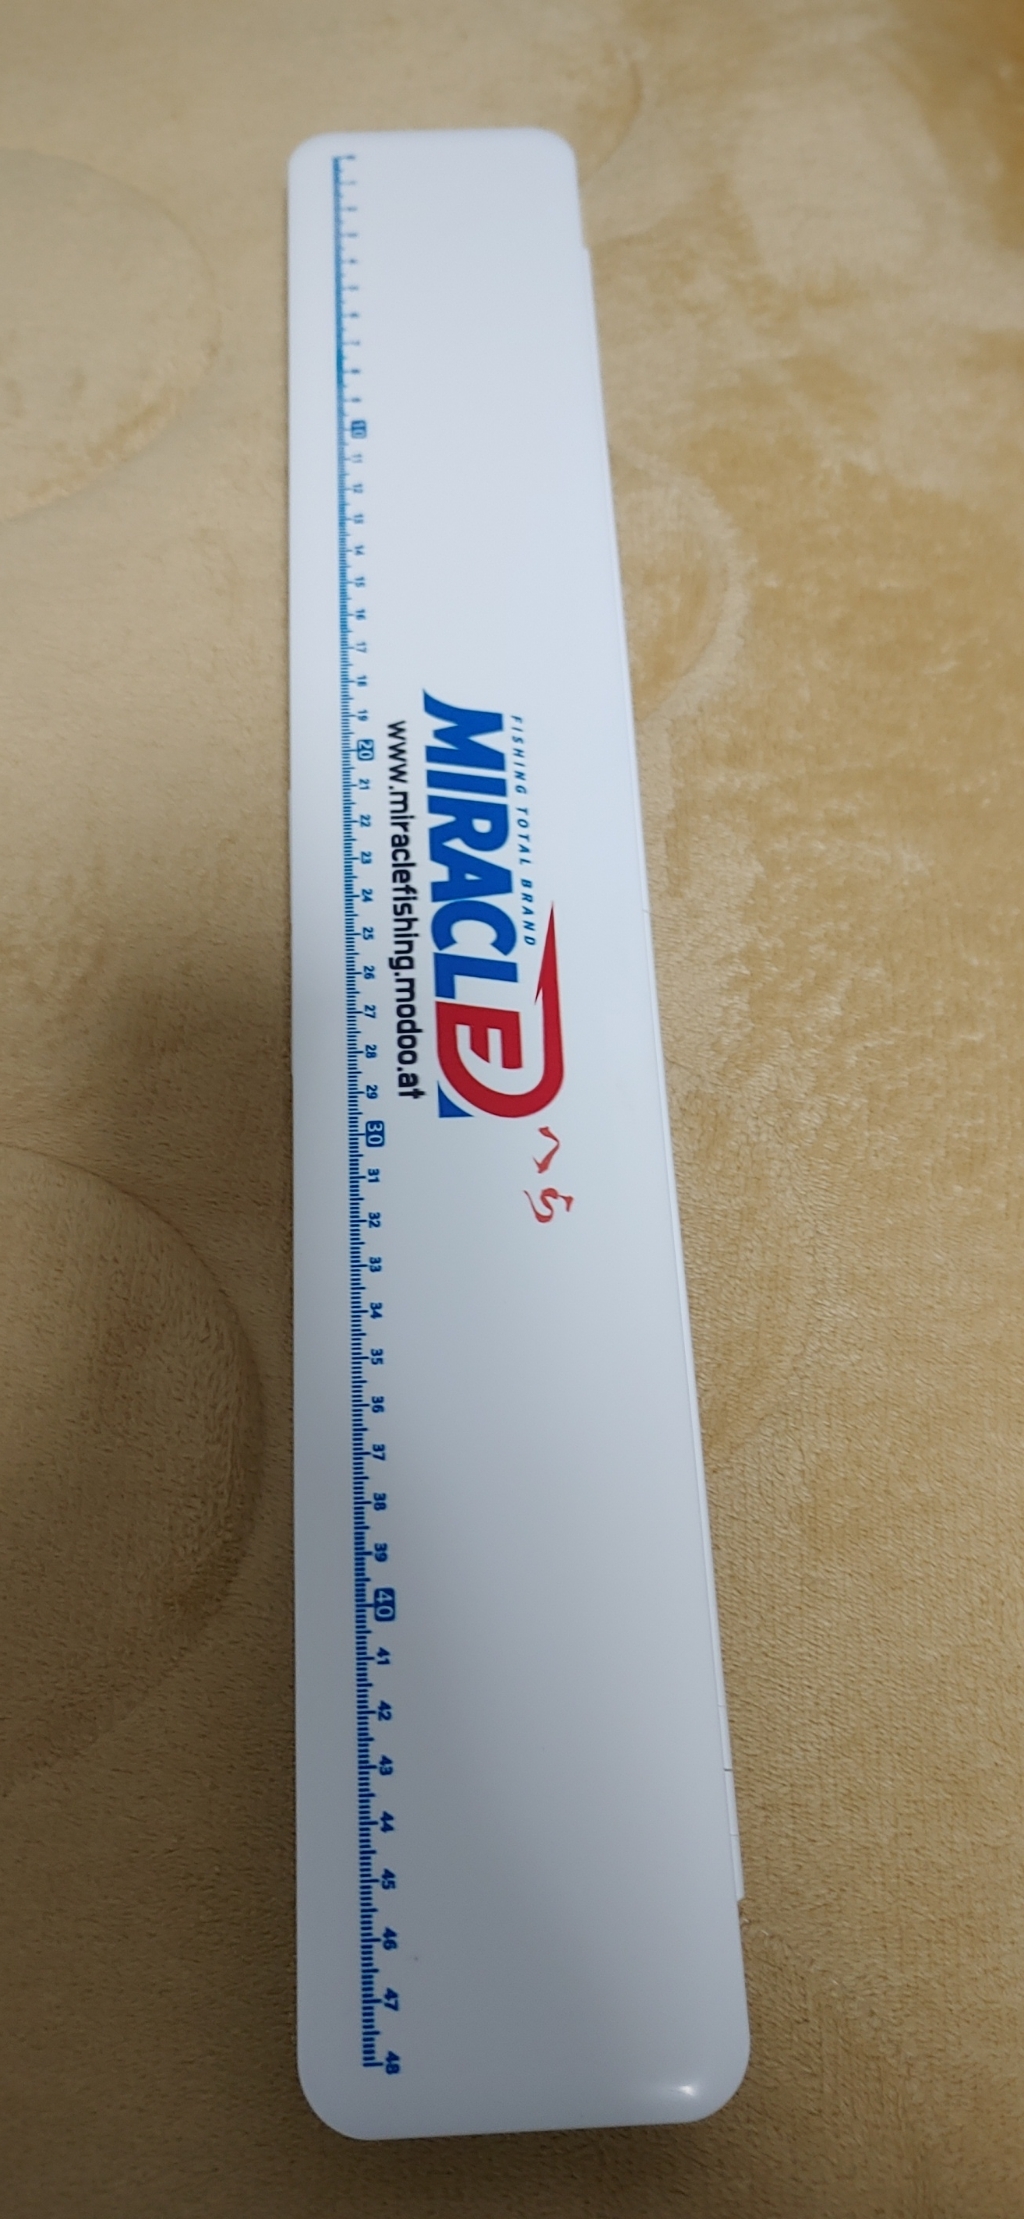 FISHING TOTAL BRAND
MIRACLE
へら
www.miraclefishing.modoo.at
0 1 2 3 4 5 6 7 8 9 10 11 12 13 14 15 16 17 18 19 20 21 22 23 24 25 26 27 28 29 30 31 32 33 34 35 36 37 38 39 40 41 42 43 44 45 46 47 48